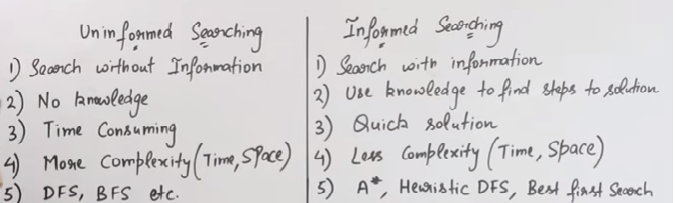 Uninformed Searching
1) Search without Information
2) No knowledge
3) Time Consuming
4) More Complexity (Time, Space)
5) DFS, BFS etc.
Informed Searching
1) Search with information
2) Use knowledge to find steps to solution
3) Quick solution
4) Less Complexity (Time, Space)
5) A*, Heuristic DFS, Best first Search